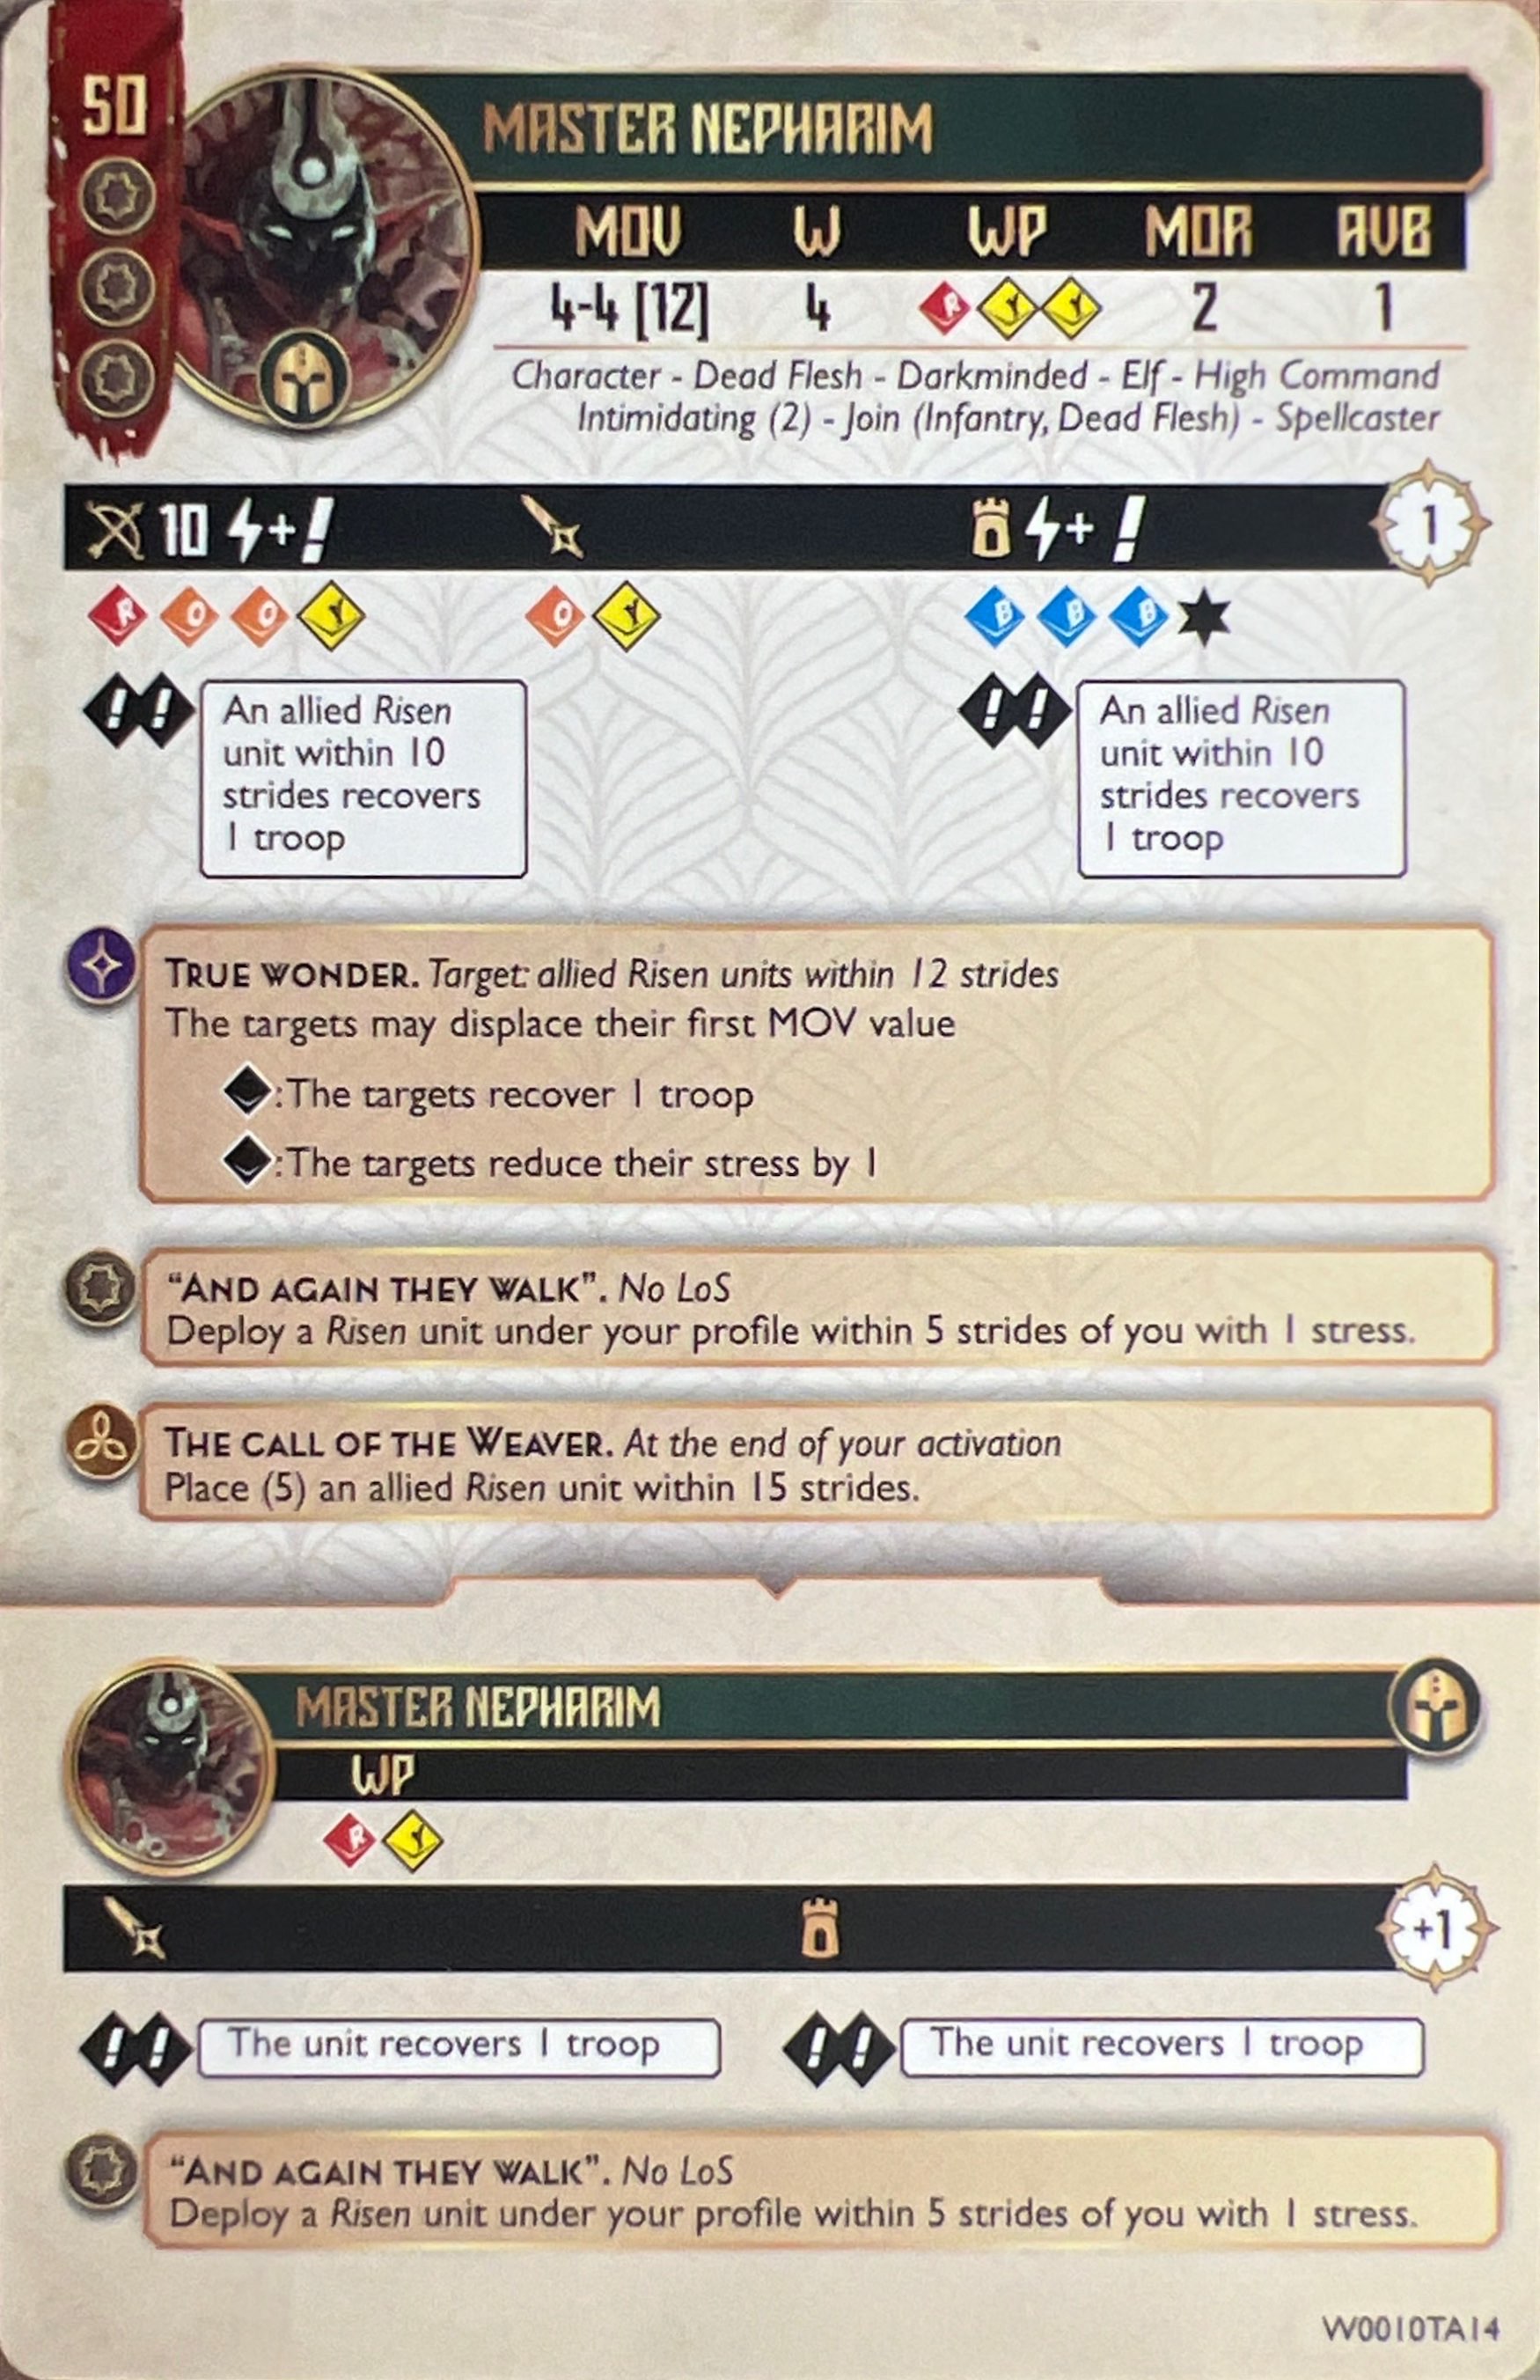 50
MASTER NEPHARIM
MOV W WP MOR AVB
4-4 [12] 4 R Y Y 2 1
Character - Dead Flesh - Darkminded - Elf - High Command
Intimidating (2) - Join (Infantry, Dead Flesh) - Spellcaster
10 + ! + ! 1
R O O Y O Y B B B
! ! An allied Risen ! ! An allied Risen
unit within 10 unit within 10
strides recovers strides recovers
1 troop 1 troop
TRUE WONDER. Target: allied Risen units within 12 strides
The targets may displace their first MOV value
:The targets recover 1 troop
:The targets reduce their stress by 1
“AND AGAIN THEY WALK”. No LoS
Deploy a Risen unit under your profile within 5 strides of you with 1 stress.
THE CALL OF THE WEAVER. At the end of your activation
Place (5) an allied Risen unit within 15 strides.
MASTER NEPHARIM
WP
R Y
+1
! ! The unit recovers 1 troop ! ! The unit recovers 1 troop
“AND AGAIN THEY WALK”. No LoS
Deploy a Risen unit under your profile within 5 strides of you with 1 stress.
W0010TA14